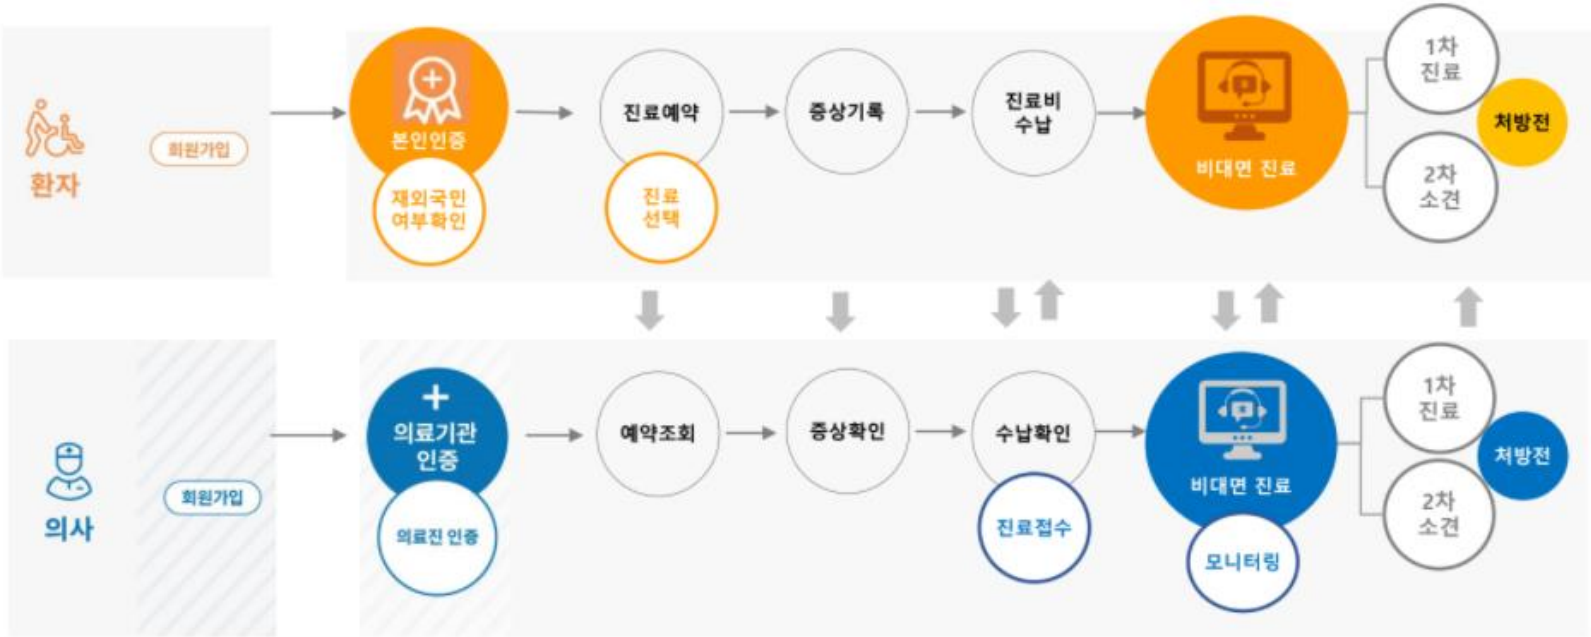 환자
회원가입
본인인증
재외국민
여부확인
진료예약
진료
선택
증상기록
진료비
수납
비대면 진료
1차
진료
2차
소견
처방전
의사
회원가입
의료기관
인증
의료진 인증
예약조회
증상확인
수납확인
진료접수
비대면 진료
모니터링
1차
진료
2차
소견
처방전